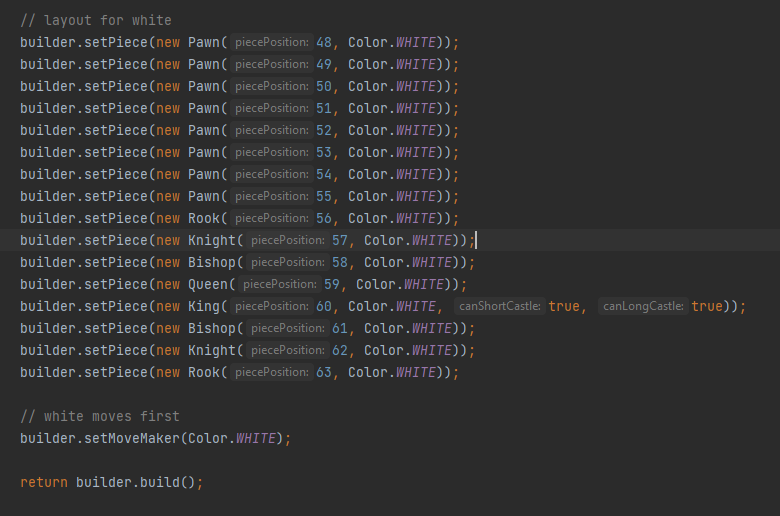 // layout for white
builder.setPiece(new Pawn( piecePosition: 48, Color.WHITE));
builder.setPiece(new Pawn( piecePosition: 49, Color.WHITE));
builder.setPiece(new Pawn( piecePosition: 50, Color.WHITE));
builder.setPiece(new Pawn( piecePosition: 51, Color.WHITE));
builder.setPiece(new Pawn( piecePosition: 52, Color.WHITE));
builder.setPiece(new Pawn( piecePosition: 53, Color.WHITE));
builder.setPiece(new Pawn( piecePosition: 54, Color.WHITE));
builder.setPiece(new Pawn( piecePosition: 55, Color.WHITE));
builder.setPiece(new Rook( piecePosition: 56, Color.WHITE));
builder.setPiece(new Knight( piecePosition: 57, Color.WHITE));
builder.setPiece(new Bishop( piecePosition: 58, Color.WHITE));
builder.setPiece(new Queen( piecePosition: 59, Color.WHITE));
builder.setPiece(new King( piecePosition: 60, Color.WHITE, canShortCastle: true, canLongCastle: true));
builder.setPiece(new Bishop( piecePosition: 61, Color.WHITE));
builder.setPiece(new Knight( piecePosition: 62, Color.WHITE));
builder.setPiece(new Rook( piecePosition: 63, Color.WHITE));
// white moves first
builder.setMoveMaker(Color.WHITE);
return builder.build();